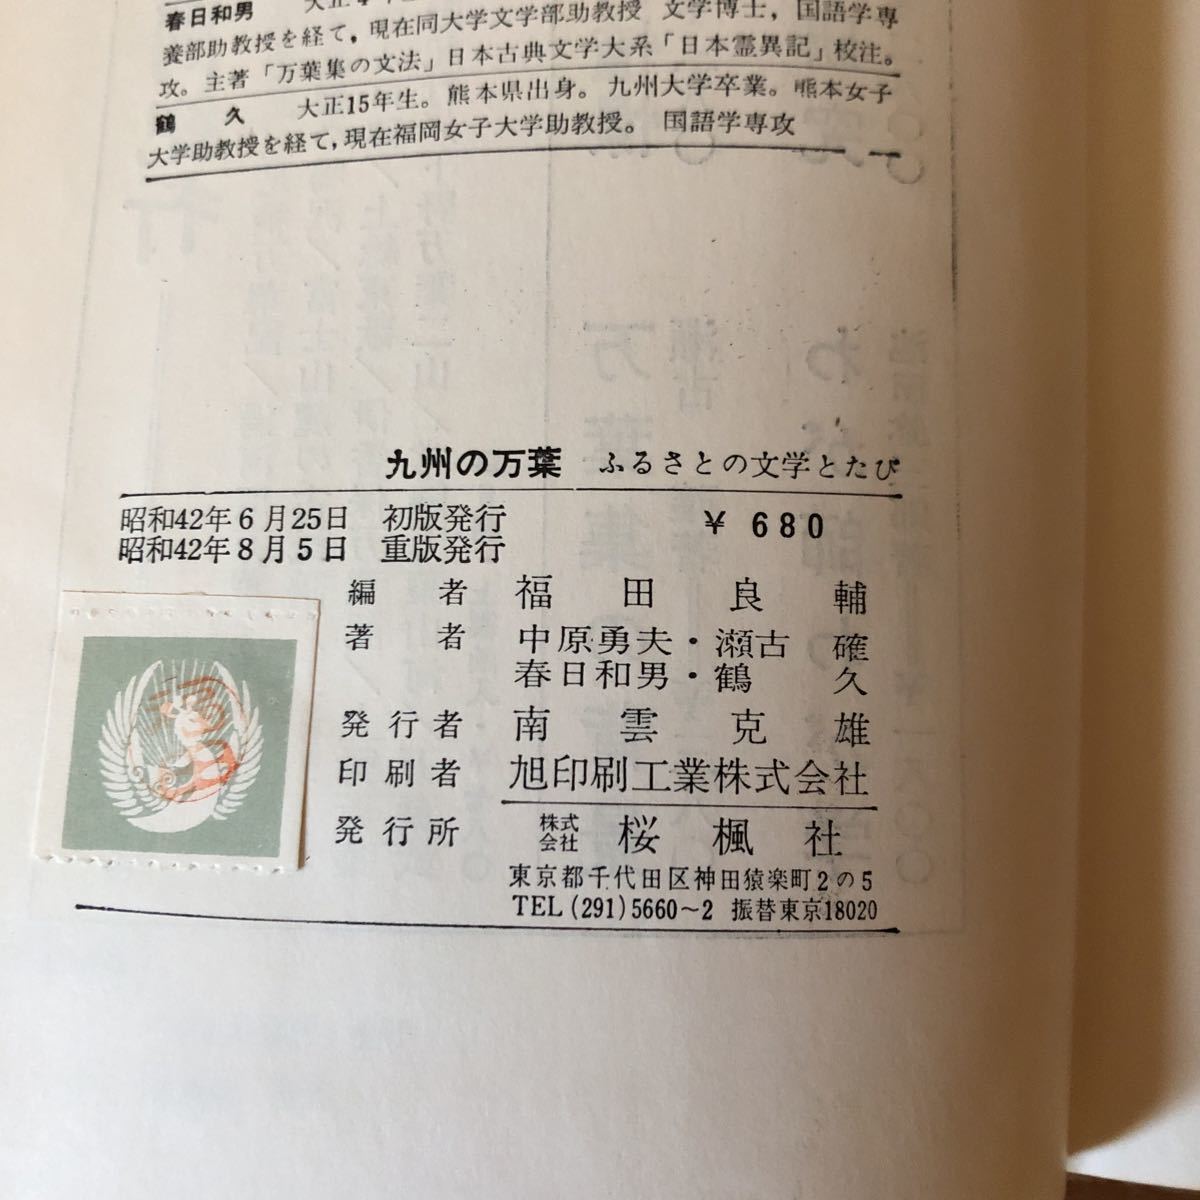 春日和男　大正4年
養部助教授を経て，現在同大学文学部助教授　文学博士，国語学専
攻。主著「万葉集の文法」日本古典文学大系「日本霊異記」校注。
鶴　久　大正15年生。熊本県出身。九州大学卒業。熊本女子
大学助教授を経て，現在福岡女子大学助教授。　国語学専攻
九州の万葉　ふるさとの文学とたび
昭和42年6月25日　初版発行　￥680
昭和42年8月5日　重版発行
編者　福田良輔
著者　中原勇夫・瀬古確
春日和男・鶴久
発行者　南雲克雄
印刷者　旭印刷工業株式会社
発行所　株式会社　桜楓社
東京都千代田区神田猿楽町2の5
TEL(291)5660〜2　振替東京18020